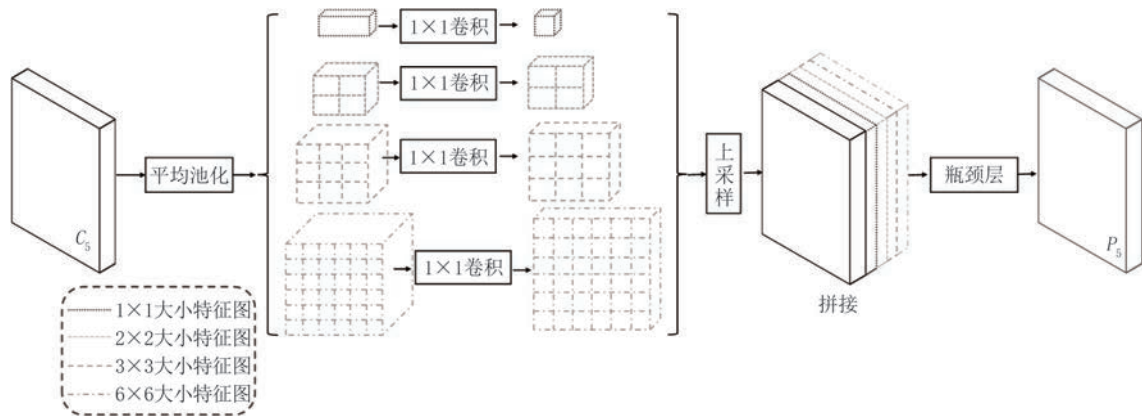 C₅
平均池化
1×1卷积
1×1卷积
1×1卷积
1×1卷积
上采样
拼接
瓶颈层
P₅
1×1大小特征图
2×2大小特征图
3×3大小特征图
6×6大小特征图